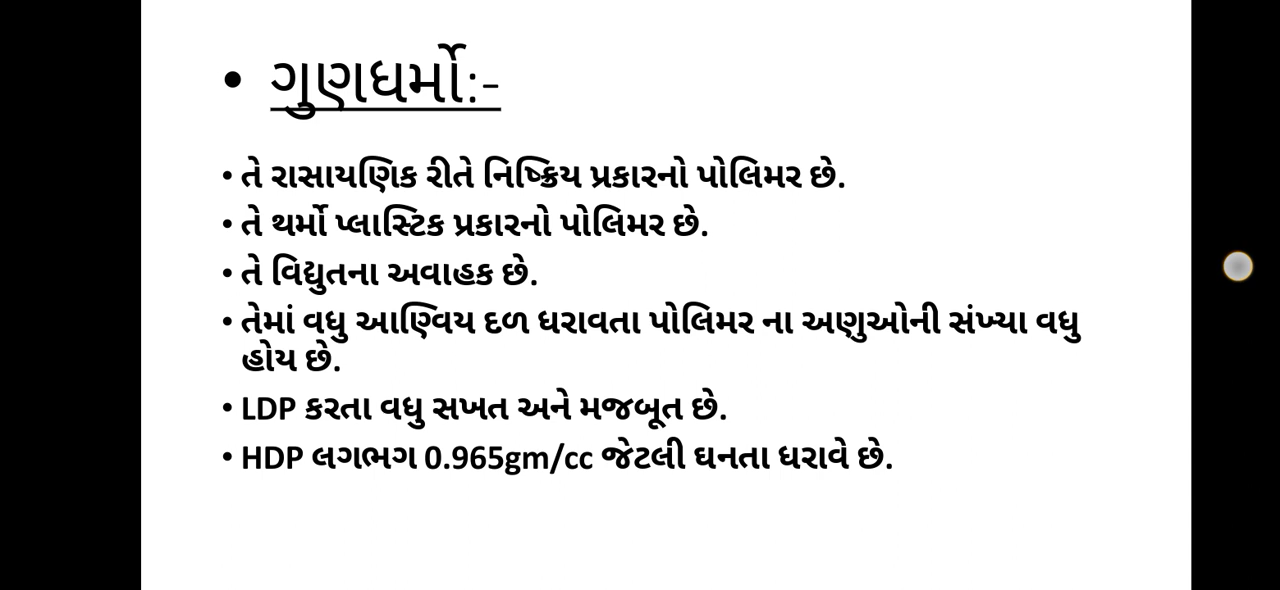 • ગુણધર્મો:-
• તે રાસાયણિક રીતે નિષ્ક્રિય પ્રકારનો પોલિમર છે.
• તે થર્મો પ્લાસ્ટિક પ્રકારનો પોલિમર છે.
• તે વિદ્યુતના અવાહક છે.
• તેમાં વધુ આણ્વિય દળ ધરાવતા પોલિમર ના અણુઓની સંખ્યા વધુ
હોય છે.
• LDP કરતા વધુ સખત અને મજબૂત છે.
• HDP લગભગ 0.965gm/cc જેટલી ઘનતા ધરાવે છે.